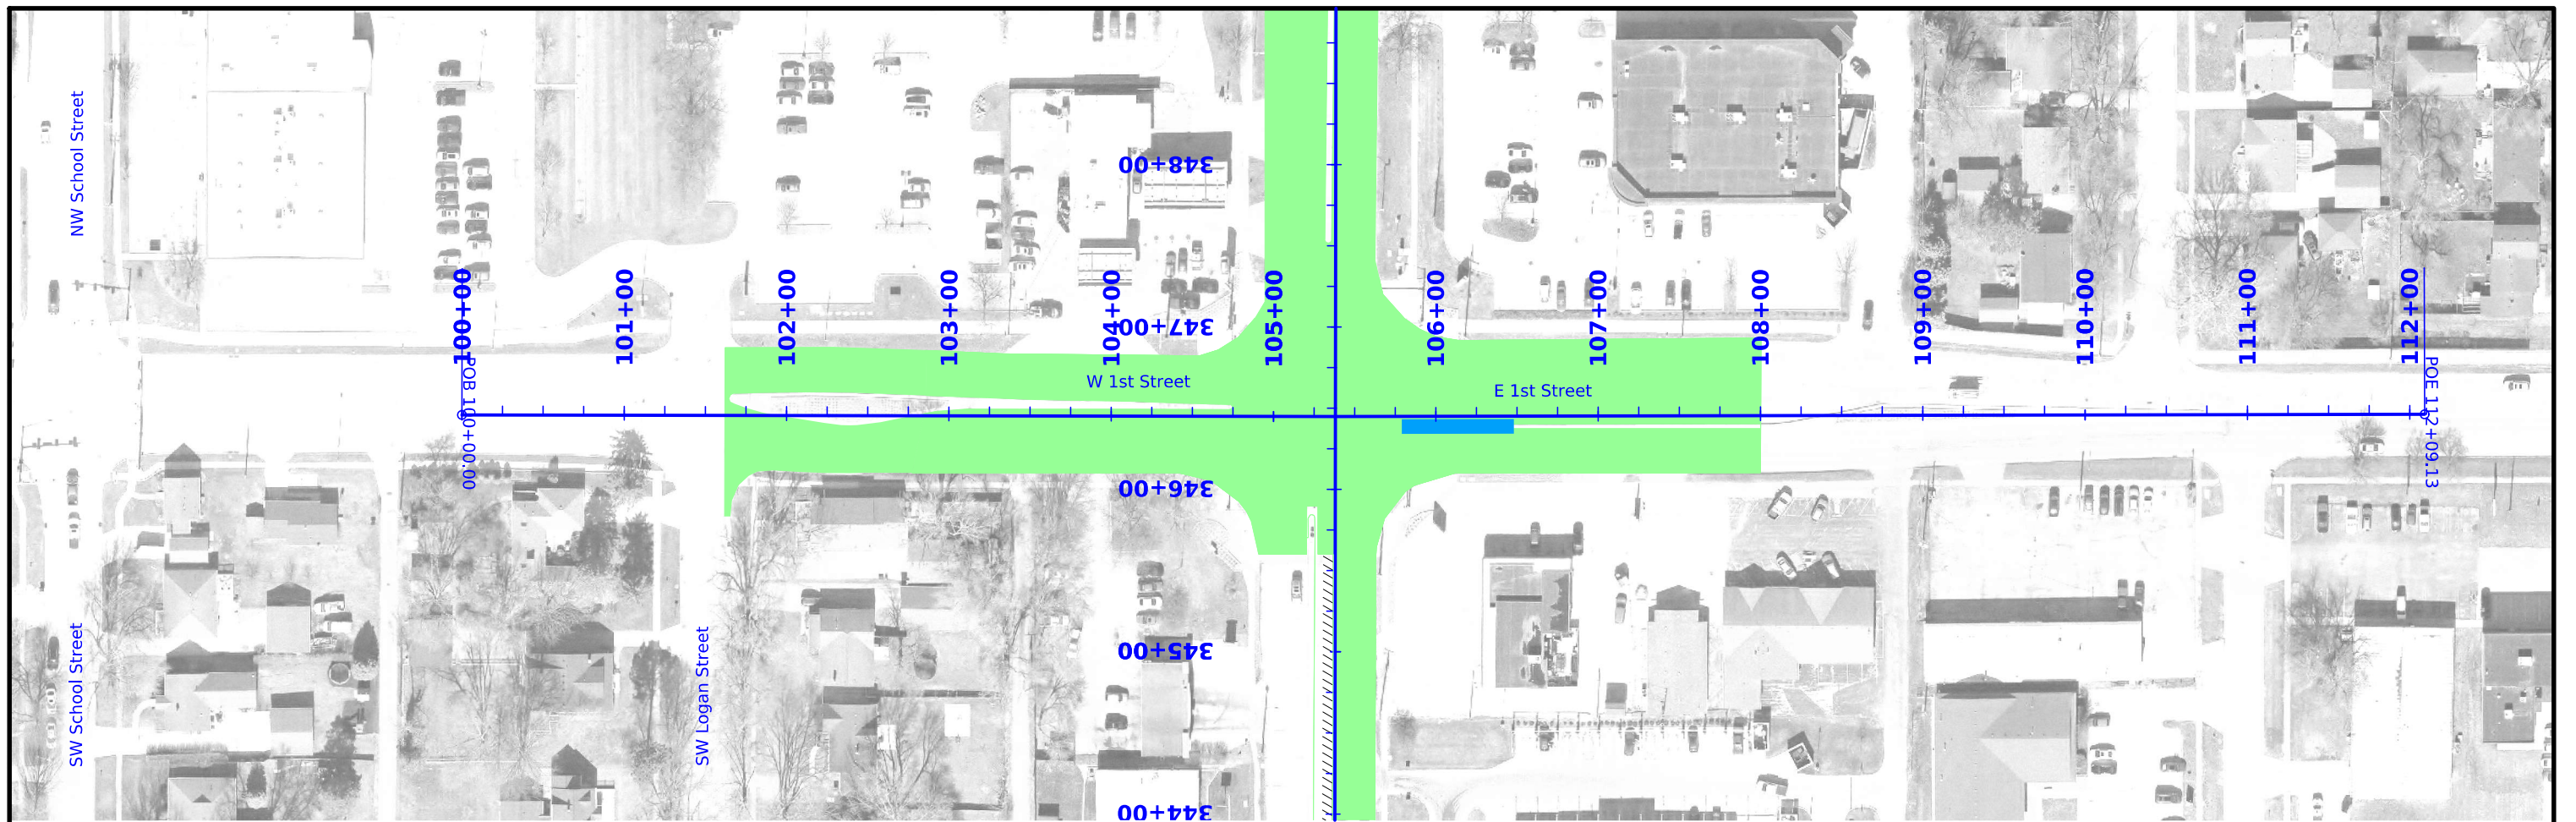 NW School Street
348+00
347+00
100+00
101+00
102+00
103+00
104+00
105+00
106+00
107+00
108+00
109+00
110+00
111+00
112+00
W 1st Street
E 1st Street
POB 100+00.00
POE 112+09.13
346+00
345+00
344+00
SW School Street
SW Logan Street